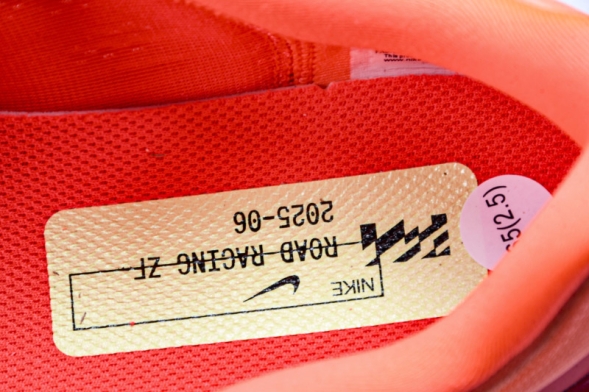 NIKE
ROAD RACING ZF
2025-06
5(2.5)